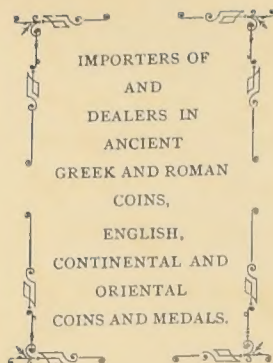 IMPORTERS OF
AND
DEALERS IN
ANCIENT
GREEK AND ROMAN
COINS,
ENGLISH,
CONTINENTAL AND
ORIENTAL
COINS AND MEDALS.